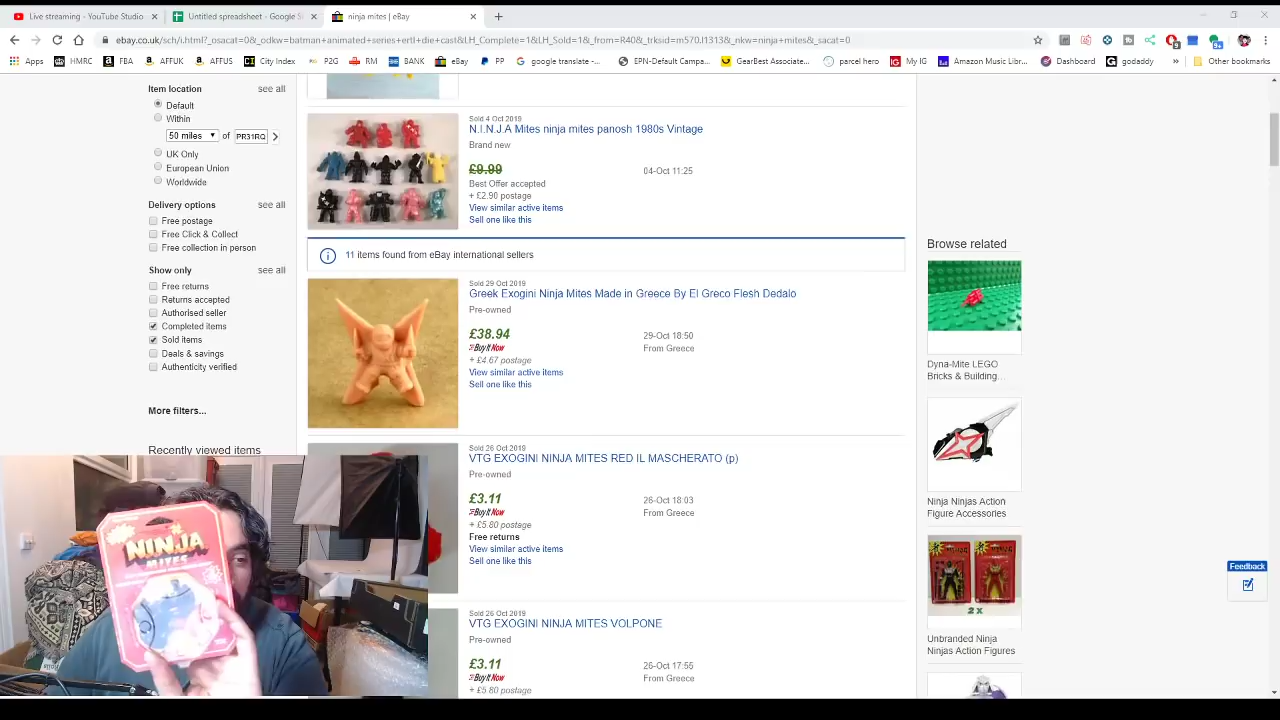 Live streaming - YouTube Studio
Untitled spreadsheet - Google S
ninja mites | eBay
ebay.co.uk/sch/i.html?_osacat=0&_odkw=batman+animated+series+ertl+die+cast&LH_Complete=1&LH_Sold=1&_from=R40&_trksid=m570.l1313&_nkw=ninja+mites&_sacat=0
Apps HMRC FBA AFFUK AFFUS City Index P2G RM BANK eBay PP google translate -... EPN-Default Campa... GearBest Associate... parcel hero My IG Amazon Music Libr... Dashboard godaddy » Other bookmarks
Item location see all
Default
Within
50 miles of PR31RQ
UK Only
European Union
Worldwide
Delivery options see all
Free postage
Free Click & Collect
Free collection in person
Show only see all
Free returns
Returns accepted
Authorised seller
Completed items
Sold items
Deals & savings
Authenticity verified
More filters...
Recently viewed items
Sold 4 Oct 2019
N.I.N.J.A Mites ninja mites panosh 1980s Vintage
Brand new
£9.99 04-Oct 11:25
Best Offer accepted
+ £2.90 postage
View similar active items
Sell one like this
11 items found from eBay international sellers
Sold 29 Oct 2019
Greek Exogini Ninja Mites Made in Greece By El Greco Flesh Dedalo
Pre-owned
£38.94 29-Oct 18:50
Buy It Now From Greece
+ £4.67 postage
View similar active items
Sell one like this
Sold 26 Oct 2019
VTG EXOGINI NINJA MITES RED IL MASCHERATO (p)
Pre-owned
£3.11 26-Oct 18:03
Buy It Now From Greece
+ £5.80 postage
Free returns
View similar active items
Sell one like this
Sold 26 Oct 2019
VTG EXOGINI NINJA MITES VOLPONE
Pre-owned
£3.11 26-Oct 17:55
Buy It Now From Greece
+ £5.80 postage
Browse related
Dyna-Mite LEGO
Bricks & Building...
Ninja Ninjas Action
Figure Accessories
2 x
Unbranded Ninja
Ninjas Action Figures
Feedback
NINJA
MITES